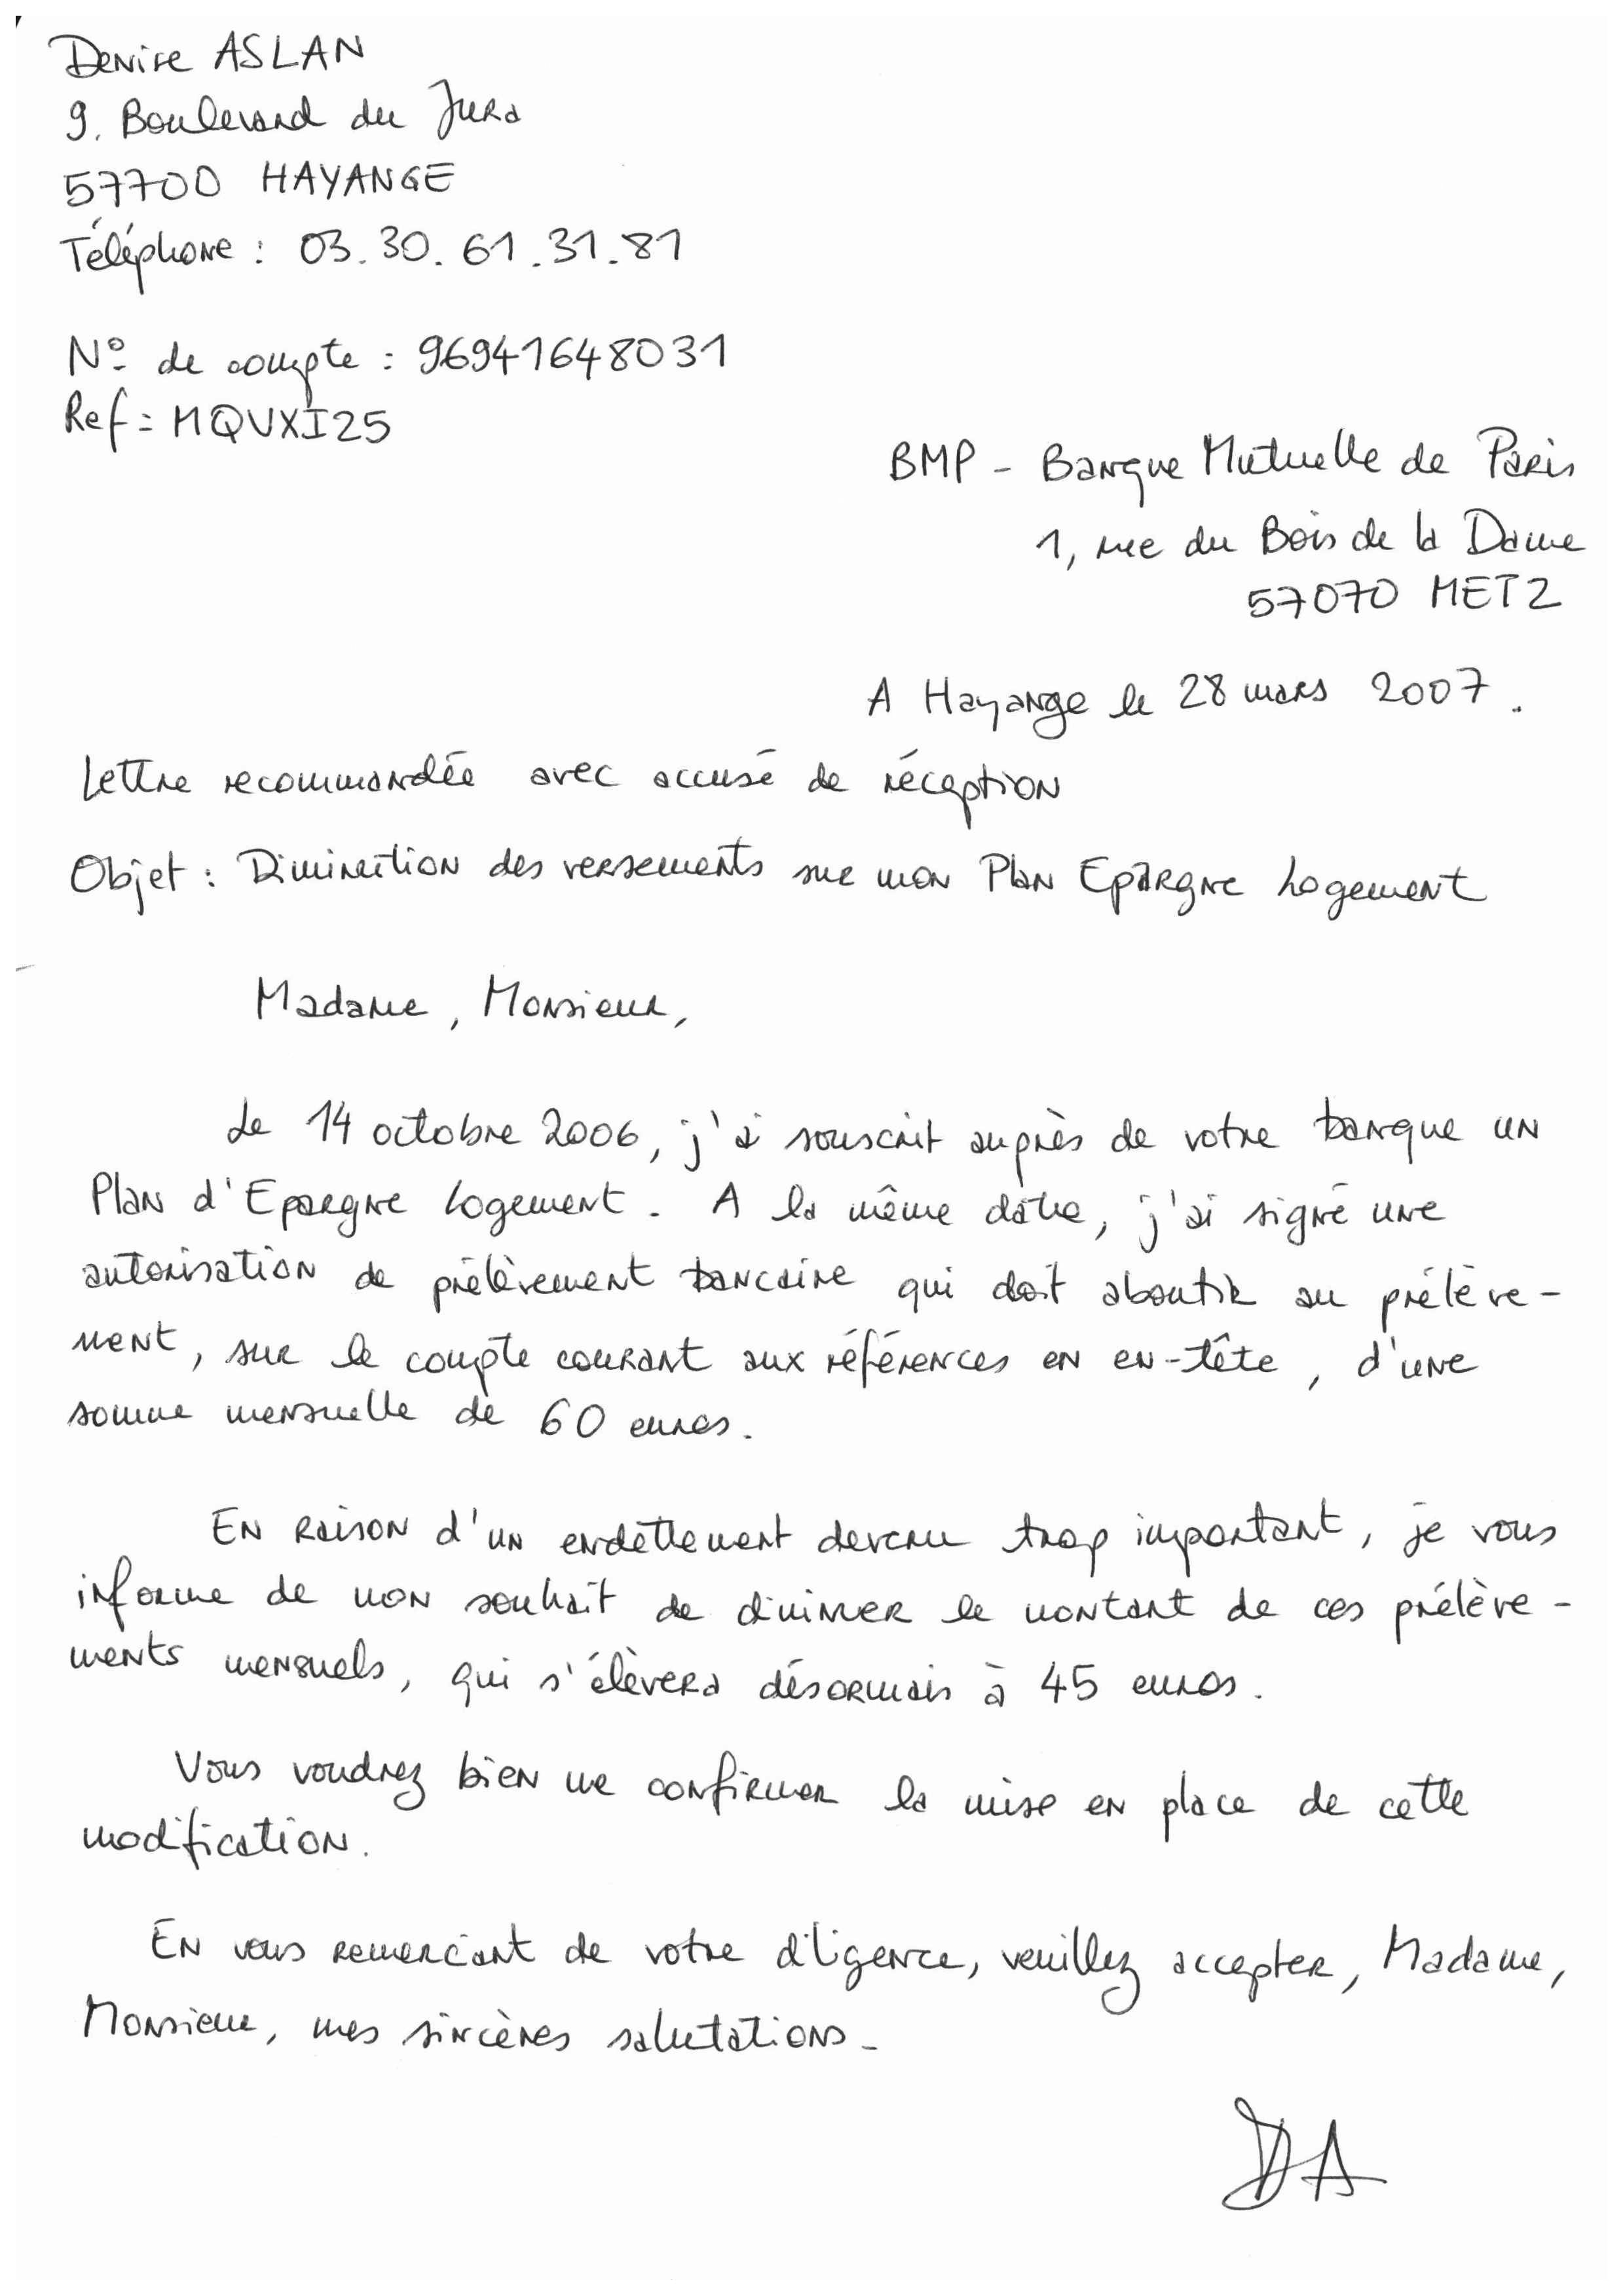 Denise ASLAN
9, Boulevard du Jura
57700 HAYANGE
Téléphone : 03.30.61.31.81
N° de compte : 96941648031
Ref : MQVXI25
BMP - Banque Mutuelle de Paris
1, rue du Bois de la Dame
57070 METZ
A Hayange le 28 mars 2007.
Lettre recommandée avec accusé de réception
Objet : Diminution des versements sur mon Plan Epargne Logement
Madame, Monsieur,
Le 14 octobre 2006, j'ai souscrit auprès de votre banque un
Plan d'Epargne Logement. A la même date, j'ai signé une
autorisation de prélèvement bancaire qui doit aboutir au prélève-
ment, sur le compte courant aux références en en-tête, d'une
somme mensuelle de 60 euros.
En raison d'un endettement devenu trop important, je vous
informe de mon souhait de diminer le montant de ces prélève-
ments mensuels, qui s'élèvera désormais à 45 euros.
Vous voudrez bien me confirmer la mise en place de cette
modification.
En vous remerciant de votre diligence, veuillez accepter, Madame,
Monsieur, mes sincères salutations.
DA